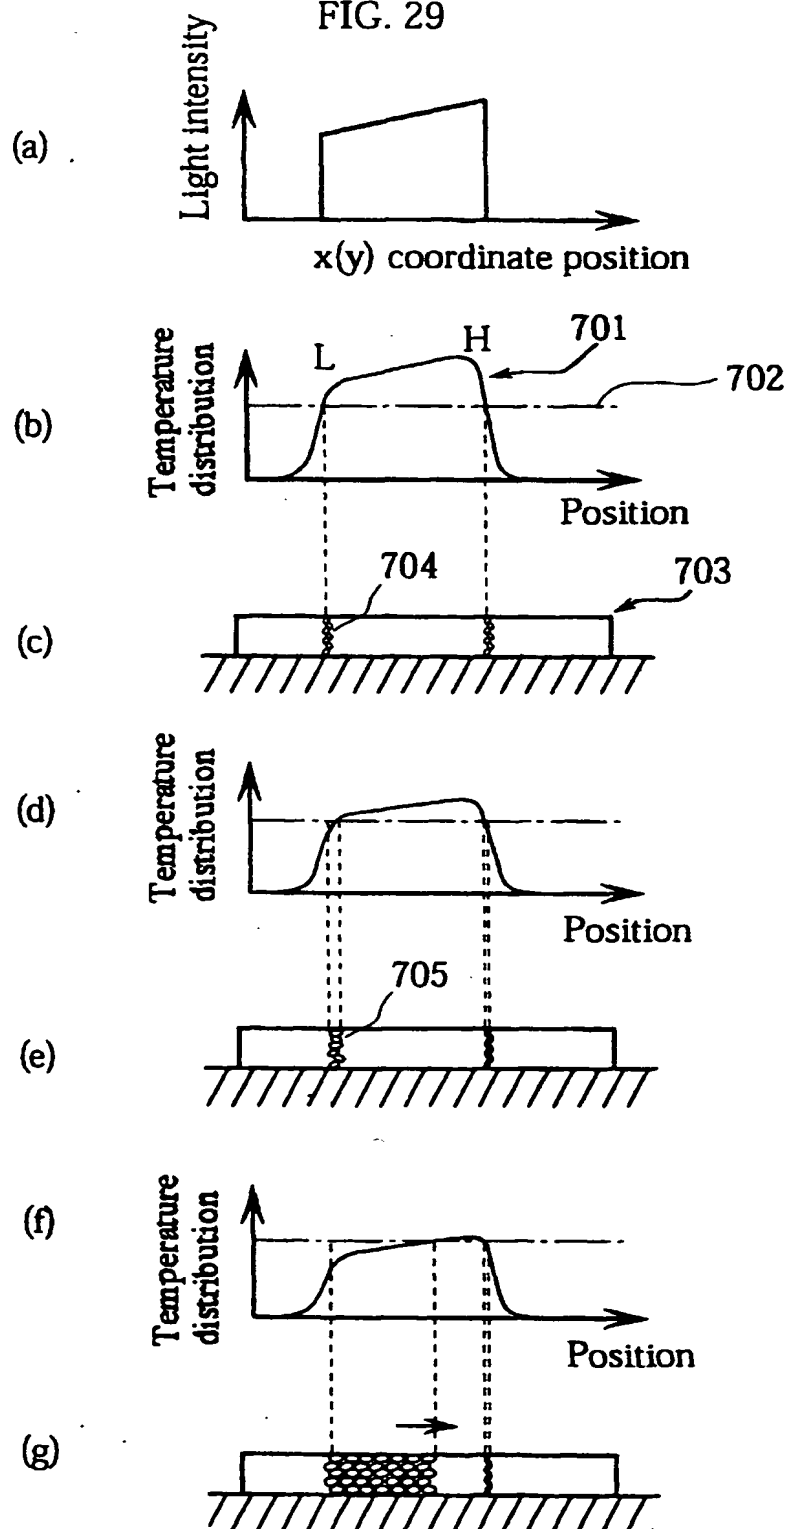 FIG. 29
(a)
Light intensity
x(y) coordinate position
(b)
Temperature
distribution
L
H
701
702
Position
(c)
704
703
(d)
Temperature
distribution
Position
(e)
705
(f)
Temperature
distribution
Position
(g)